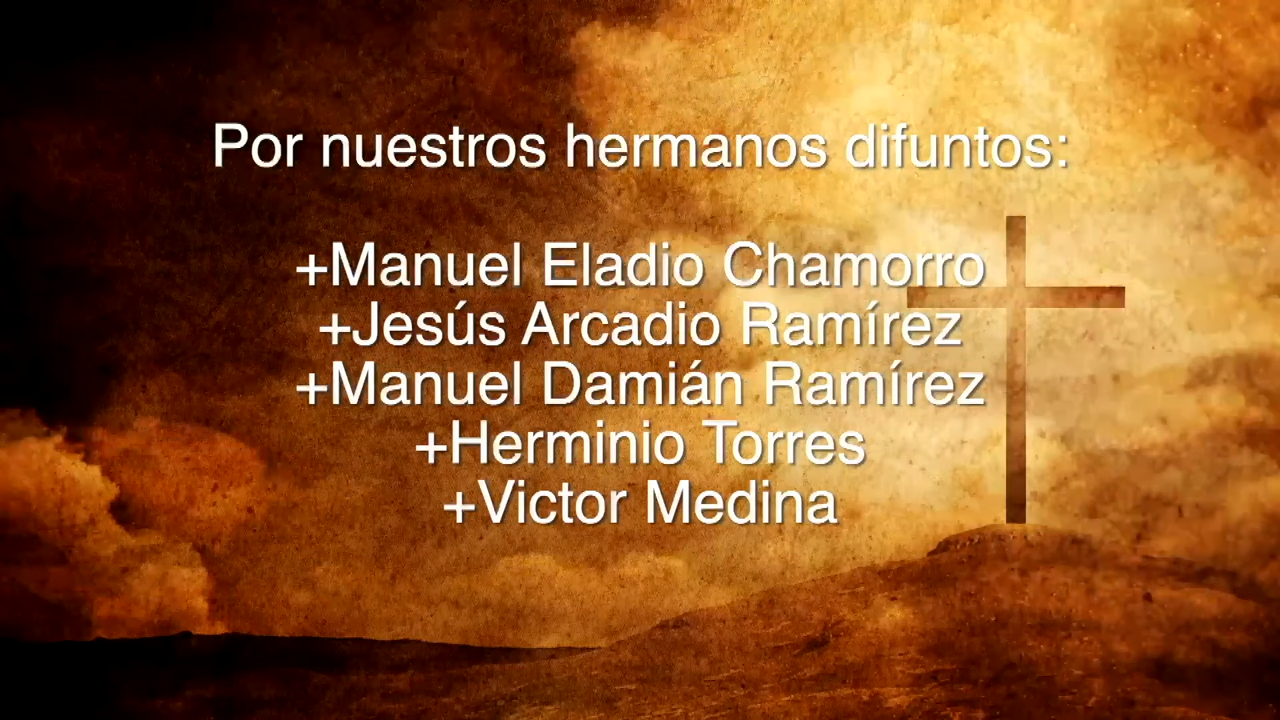 Por nuestros hermanos difuntos:
+Manuel Eladio Chamorro
+Jesús Arcadio Ramírez
+Manuel Damián Ramírez
+Herminio Torres
+Victor Medina